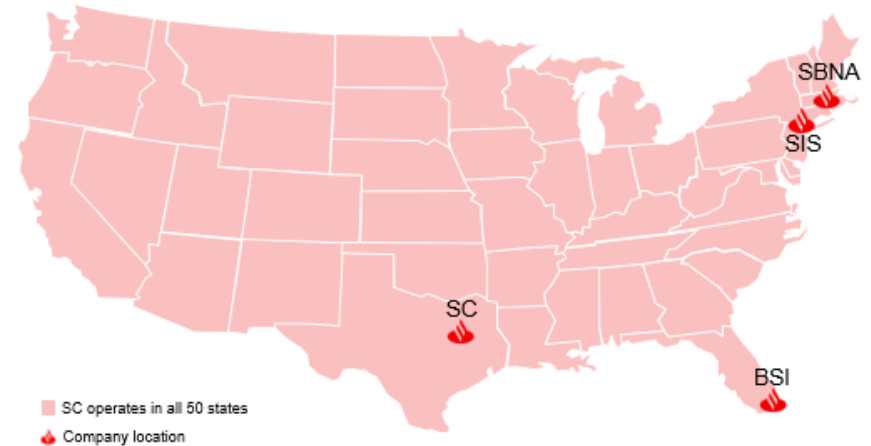 SBNA
SIS
SC
BSI
SC operates in all 50 states
Company location